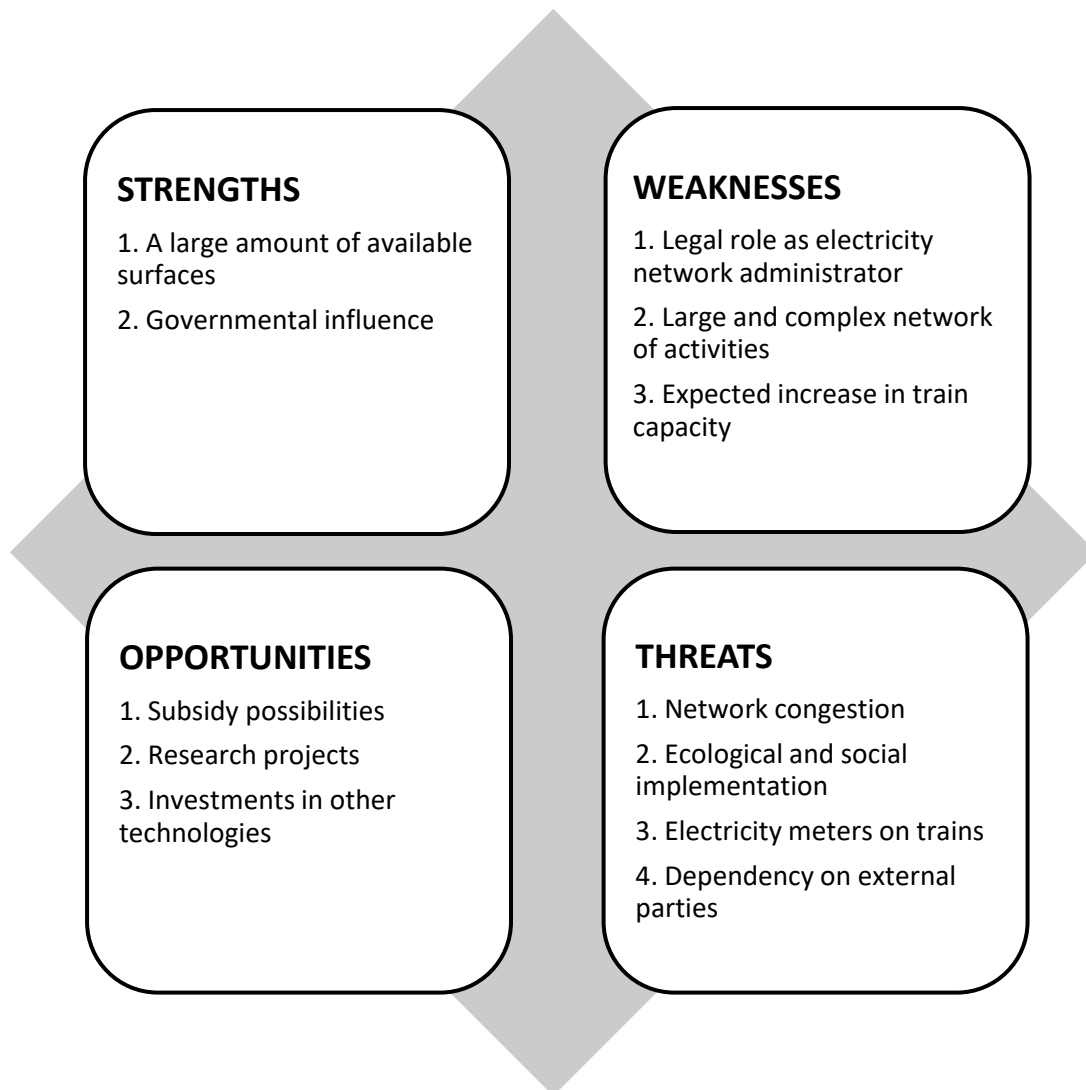 STRENGTHS
1. A large amount of available
surfaces
2. Governmental influence
WEAKNESSES
1. Legal role as electricity
network administrator
2. Large and complex network
of activities
3. Expected increase in train
capacity
OPPORTUNITIES
1. Subsidy possibilities
2. Research projects
3. Investments in other
technologies
THREATS
1. Network congestion
2. Ecological and social
implementation
3. Electricity meters on trains
4. Dependency on external
parties